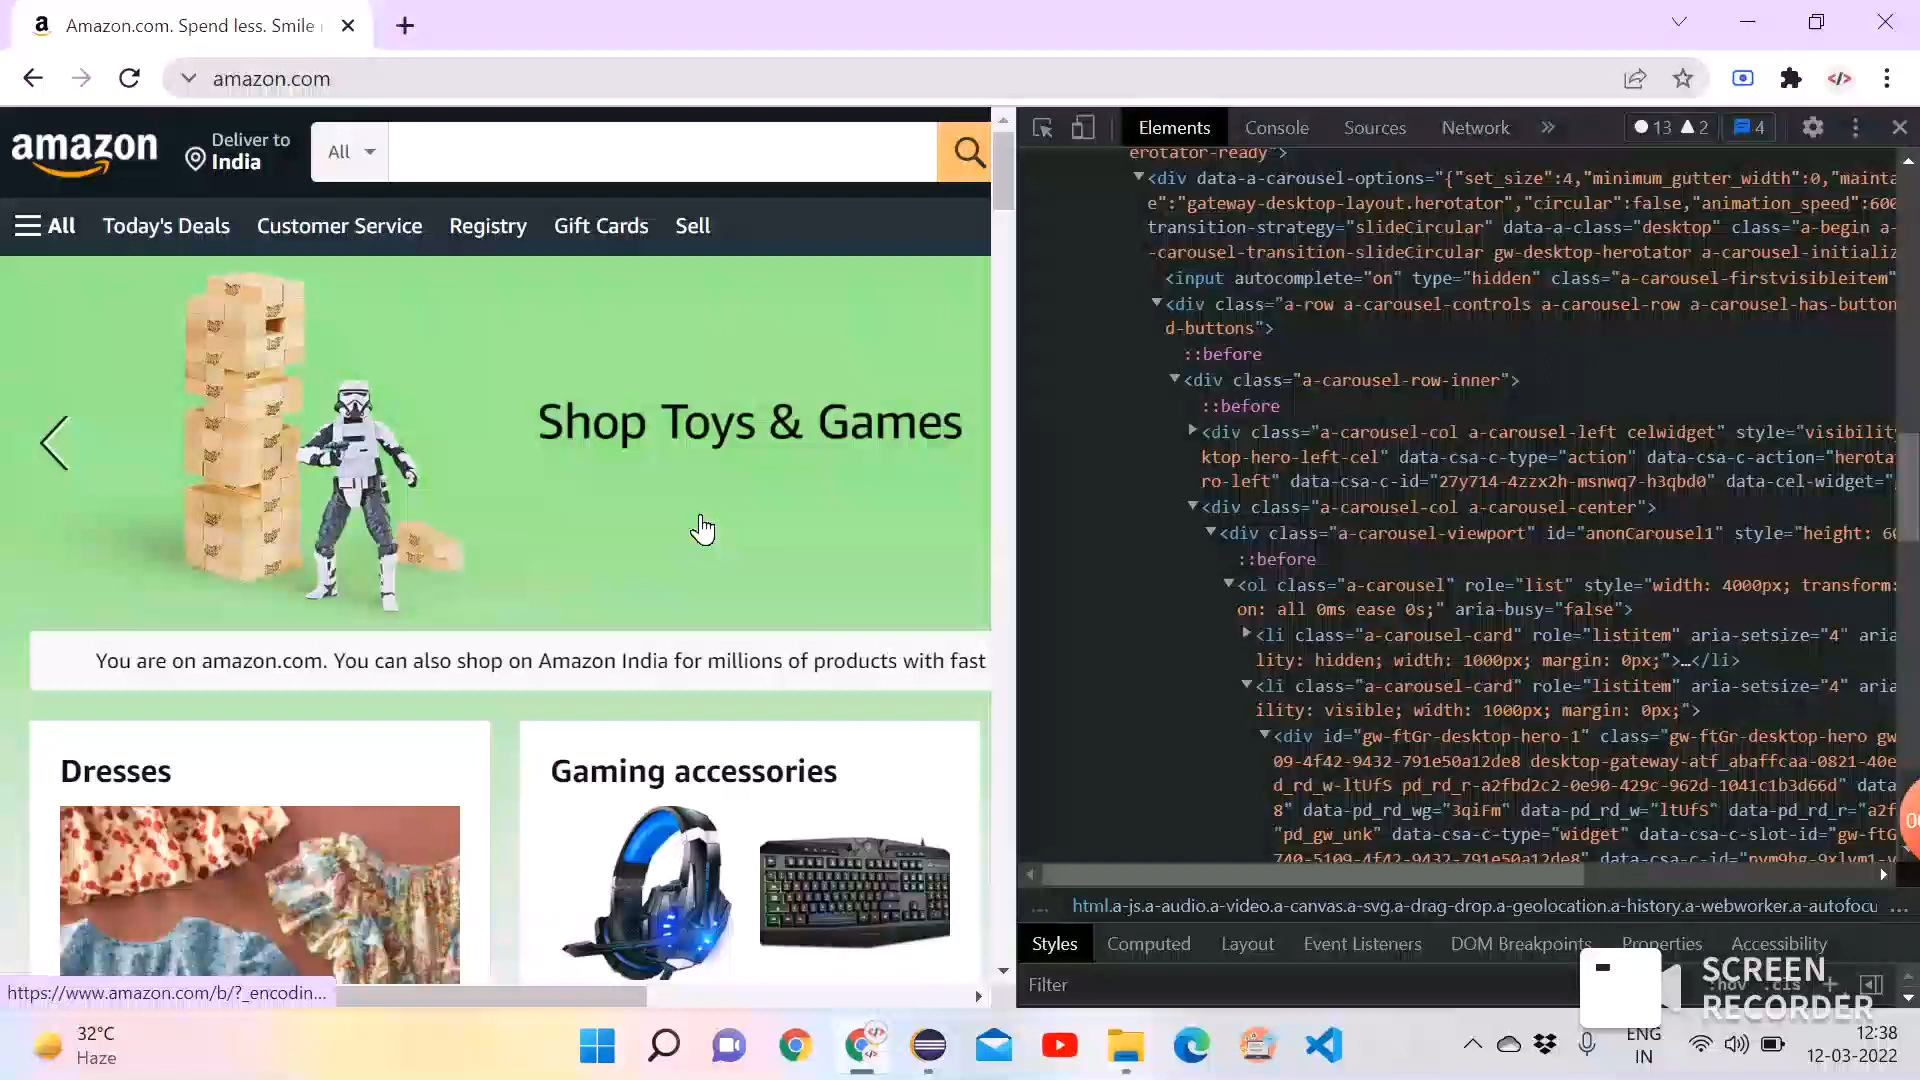 Amazon.com. Spend less. Smile
amazon.com
amazon
Deliver to
India
All
All
Today's Deals
Customer Service
Registry
Gift Cards
Sell
Shop Toys & Games
You are on amazon.com. You can also shop on Amazon India for millions of products with fast
Dresses
Gaming accessories
https://www.amazon.com/b/?_encodin...
Elements
Console
Sources
Network
13
2
4
erotator-ready">
<div data-a-carousel-options="{"set_size":4,"minimum_gutter_width":0,"mainta
e":"gateway-desktop-layout.herotator","circular":false,"animation_speed":600
transition-strategy="slideCircular" data-a-class="desktop" class="a-begin a-
-carousel-transition-slideCircular gw-desktop-herotator a-carousel-initializ
<input autocomplete="on" type="hidden" class="a-carousel-firstvisibleitem"
<div class="a-row a-carousel-controls a-carousel-row a-carousel-has-button
d-buttons">
::before
<div class="a-carousel-row-inner">
::before
<div class="a-carousel-col a-carousel-left celwidget" style="visibility
ktop-hero-left-cel" data-csa-c-type="action" data-csa-c-action="herota
ro-left" data-csa-c-id="27y714-4zzx2h-msnwq7-h3qbd0" data-cel-widget=
<div class="a-carousel-col a-carousel-center">
<div class="a-carousel-viewport" id="anonCarousel1" style="height: 60
::before
<ol class="a-carousel" role="list" style="width: 4000px; transform:
on: all 0ms ease 0s;" aria-busy="false">
<li class="a-carousel-card" role="listitem" aria-setsize="4" aria
lity: hidden; width: 1000px; margin: 0px;">…</li>
<li class="a-carousel-card" role="listitem" aria-setsize="4" aria
ility: visible; width: 1000px; margin: 0px;">
<div id="gw-ftGr-desktop-hero-1" class="gw-ftGr-desktop-hero gw
09-4f42-9432-791e50a12de8 desktop-gateway-atf_abaffcaa-0821-40e
d_rd_w-ltUfS pd_rd_r-a2fbd2c2-0e90-429c-962d-1041c1b3d66d" data
8" data-pd_rd_wg="3qiFm" data-pd_rd_w="ltUfS" data-pd_rd_r="a2f
"pd_gw_unk" data-csa-c-type="widget" data-csa-c-slot-id="gw-ftG
740-5109-4f42-9432-791e50a12de8" data-csa-c-id="nvm9hg-9xlvm1-v
... html.a-js.a-audio.a-video.a-canvas.a-svg.a-drag-drop.a-geolocation.a-history.a-webworker.a-autofocu ...
Styles
Computed
Layout
Event Listeners
DOM Breakpoints
Properties
Accessibility
Filter
:hov .cls
SCREEN
RECORDER
32°C
Haze
ENG
IN
12:38
12-03-2022